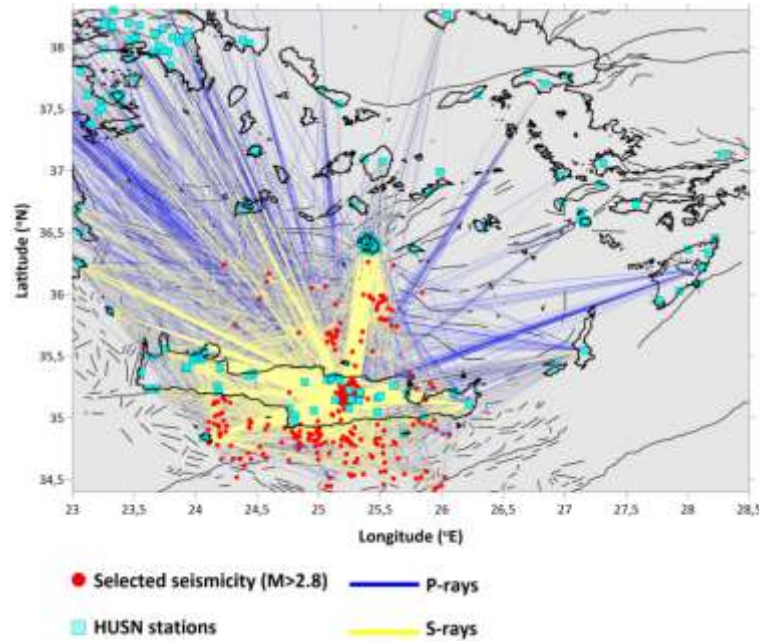 38
37,5
37
36,5
36
35,5
35
34,5
Latitude (°N)
23 23,5 24 24,5 25 25,5 26 26,5 27 27,5 28 28,5
Longitude (°E)
Selected seismicity (M>2.8) P-rays
HUSN stations S-rays